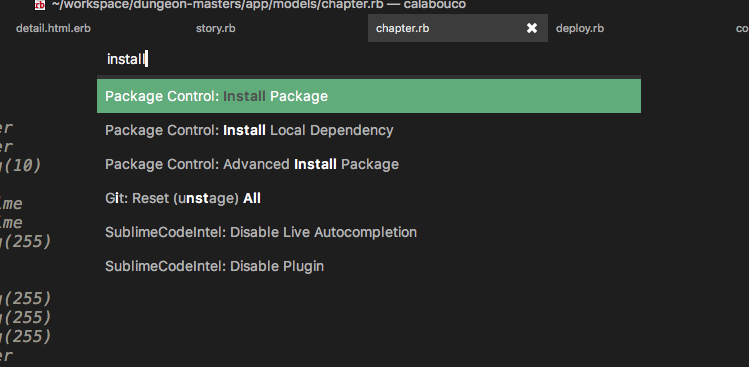 ~/workspace/dungeon-masters/app/models/chapter.rb — calabouco
detail.html.erb story.rb chapter.rb ✖ deploy.rb co
install
Package Control: Install Package
er
Package Control: Install Local Dependency
er
g(10)
Package Control: Advanced Install Package
Git: Reset (unstage) All
ime
ime
g(255)
SublimeCodeIntel: Disable Live Autocompletion
SublimeCodeIntel: Disable Plugin
g(255)
g(255)
g(255)
er